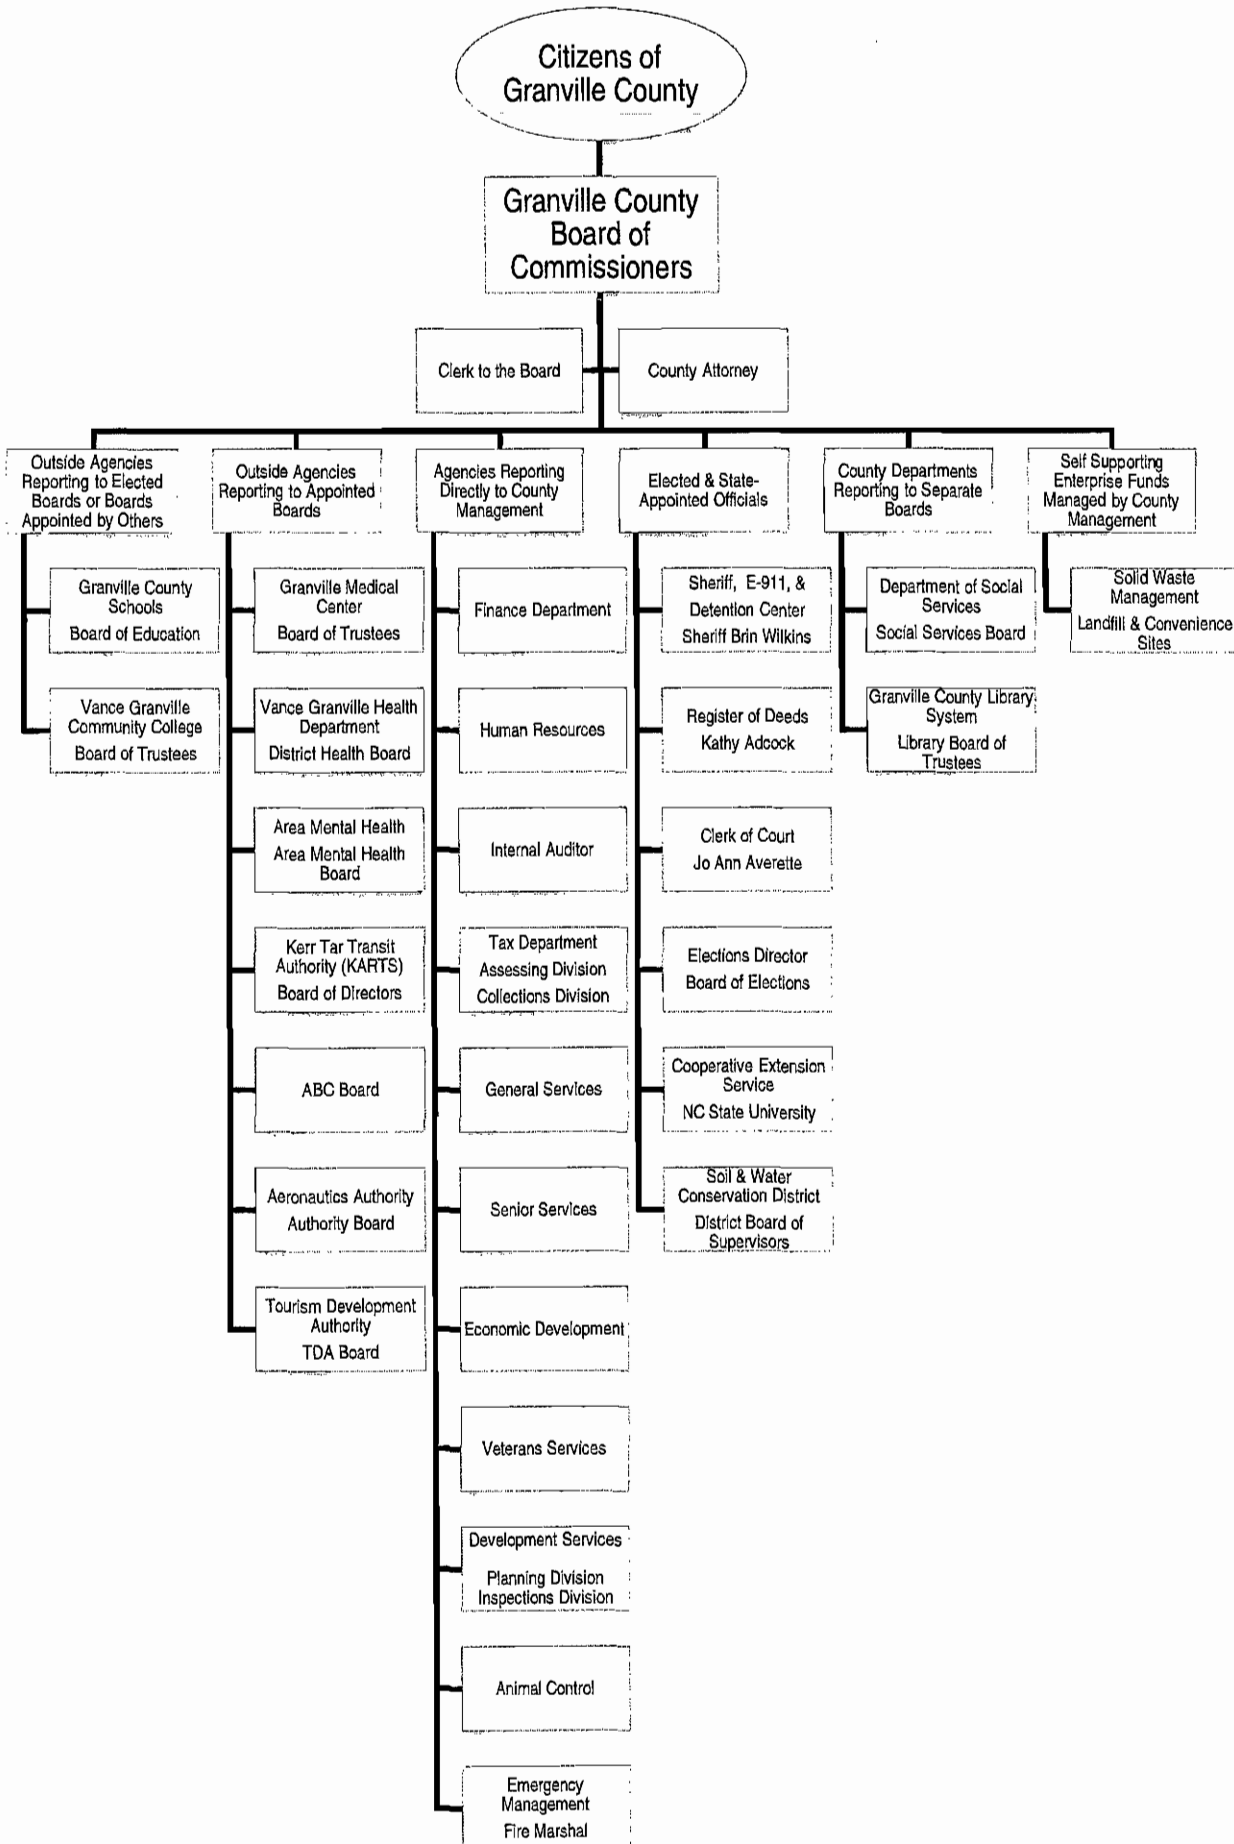 Citizens of
Granville County
Granville County
Board of
Commissioners
Clerk to the Board
County Attorney
Outside Agencies
Reporting to Elected
Boards or Boards
Appointed by Others
Granville County
Schools
Board of Education
Vance Granville
Community College
Board of Trustees
Outside Agencies
Reporting to Appointed
Boards
Granville Medical
Center
Board of Trustees
Vance Granville Health
Department
District Health Board
Area Mental Health
Area Mental Health
Board
Kerr Tar Transit
Authority (KARTS)
Board of Directors
ABC Board
Aeronautics Authority
Authority Board
Tourism Development
Authority
TDA Board
Agencies Reporting
Directly to County
Management
Finance Department
Human Resources
Internal Auditor
Tax Department
Assessing Division
Collections Division
General Services
Senior Services
Economic Development
Veterans Services
Development Services
Planning Division
Inspections Division
Animal Control
Emergency
Management
Fire Marshal
Elected & State-
Appointed Officials
Sheriff, E-911, &
Detention Center
Sheriff Brin Wilkins
Register of Deeds
Kathy Adcock
Clerk of Court
Jo Ann Averette
Elections Director
Board of Elections
Cooperative Extension
Service
NC State University
Soil & Water
Conservation District
District Board of
Supervisors
County Departments
Reporting to Separate
Boards
Department of Social
Services
Social Services Board
Granville County Library
System
Library Board of
Trustees
Self Supporting
Enterprise Funds
Managed by County
Management
Solid Waste
Management
Landfill & Convenience
Sites